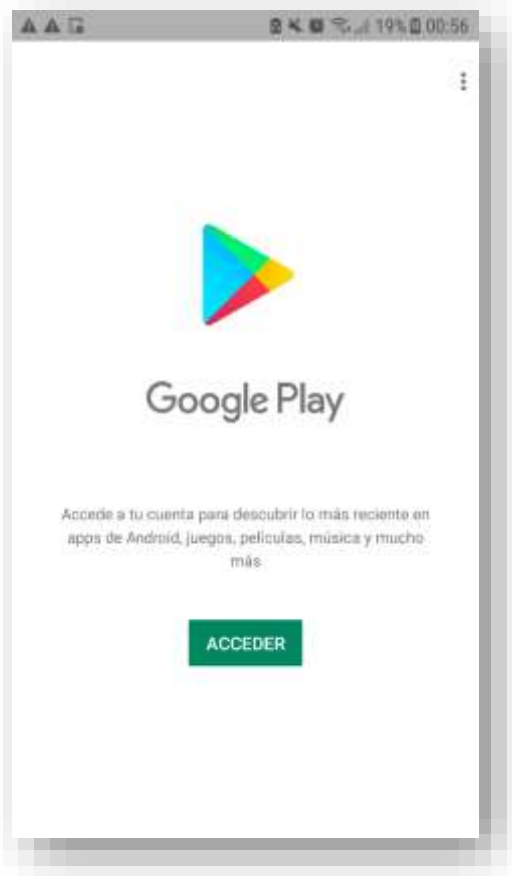 19% 00:56
Google Play
Accede a tu cuenta para descubrir lo más reciente en
apps de Android, juegos, películas, música y mucho
más
ACCEDER